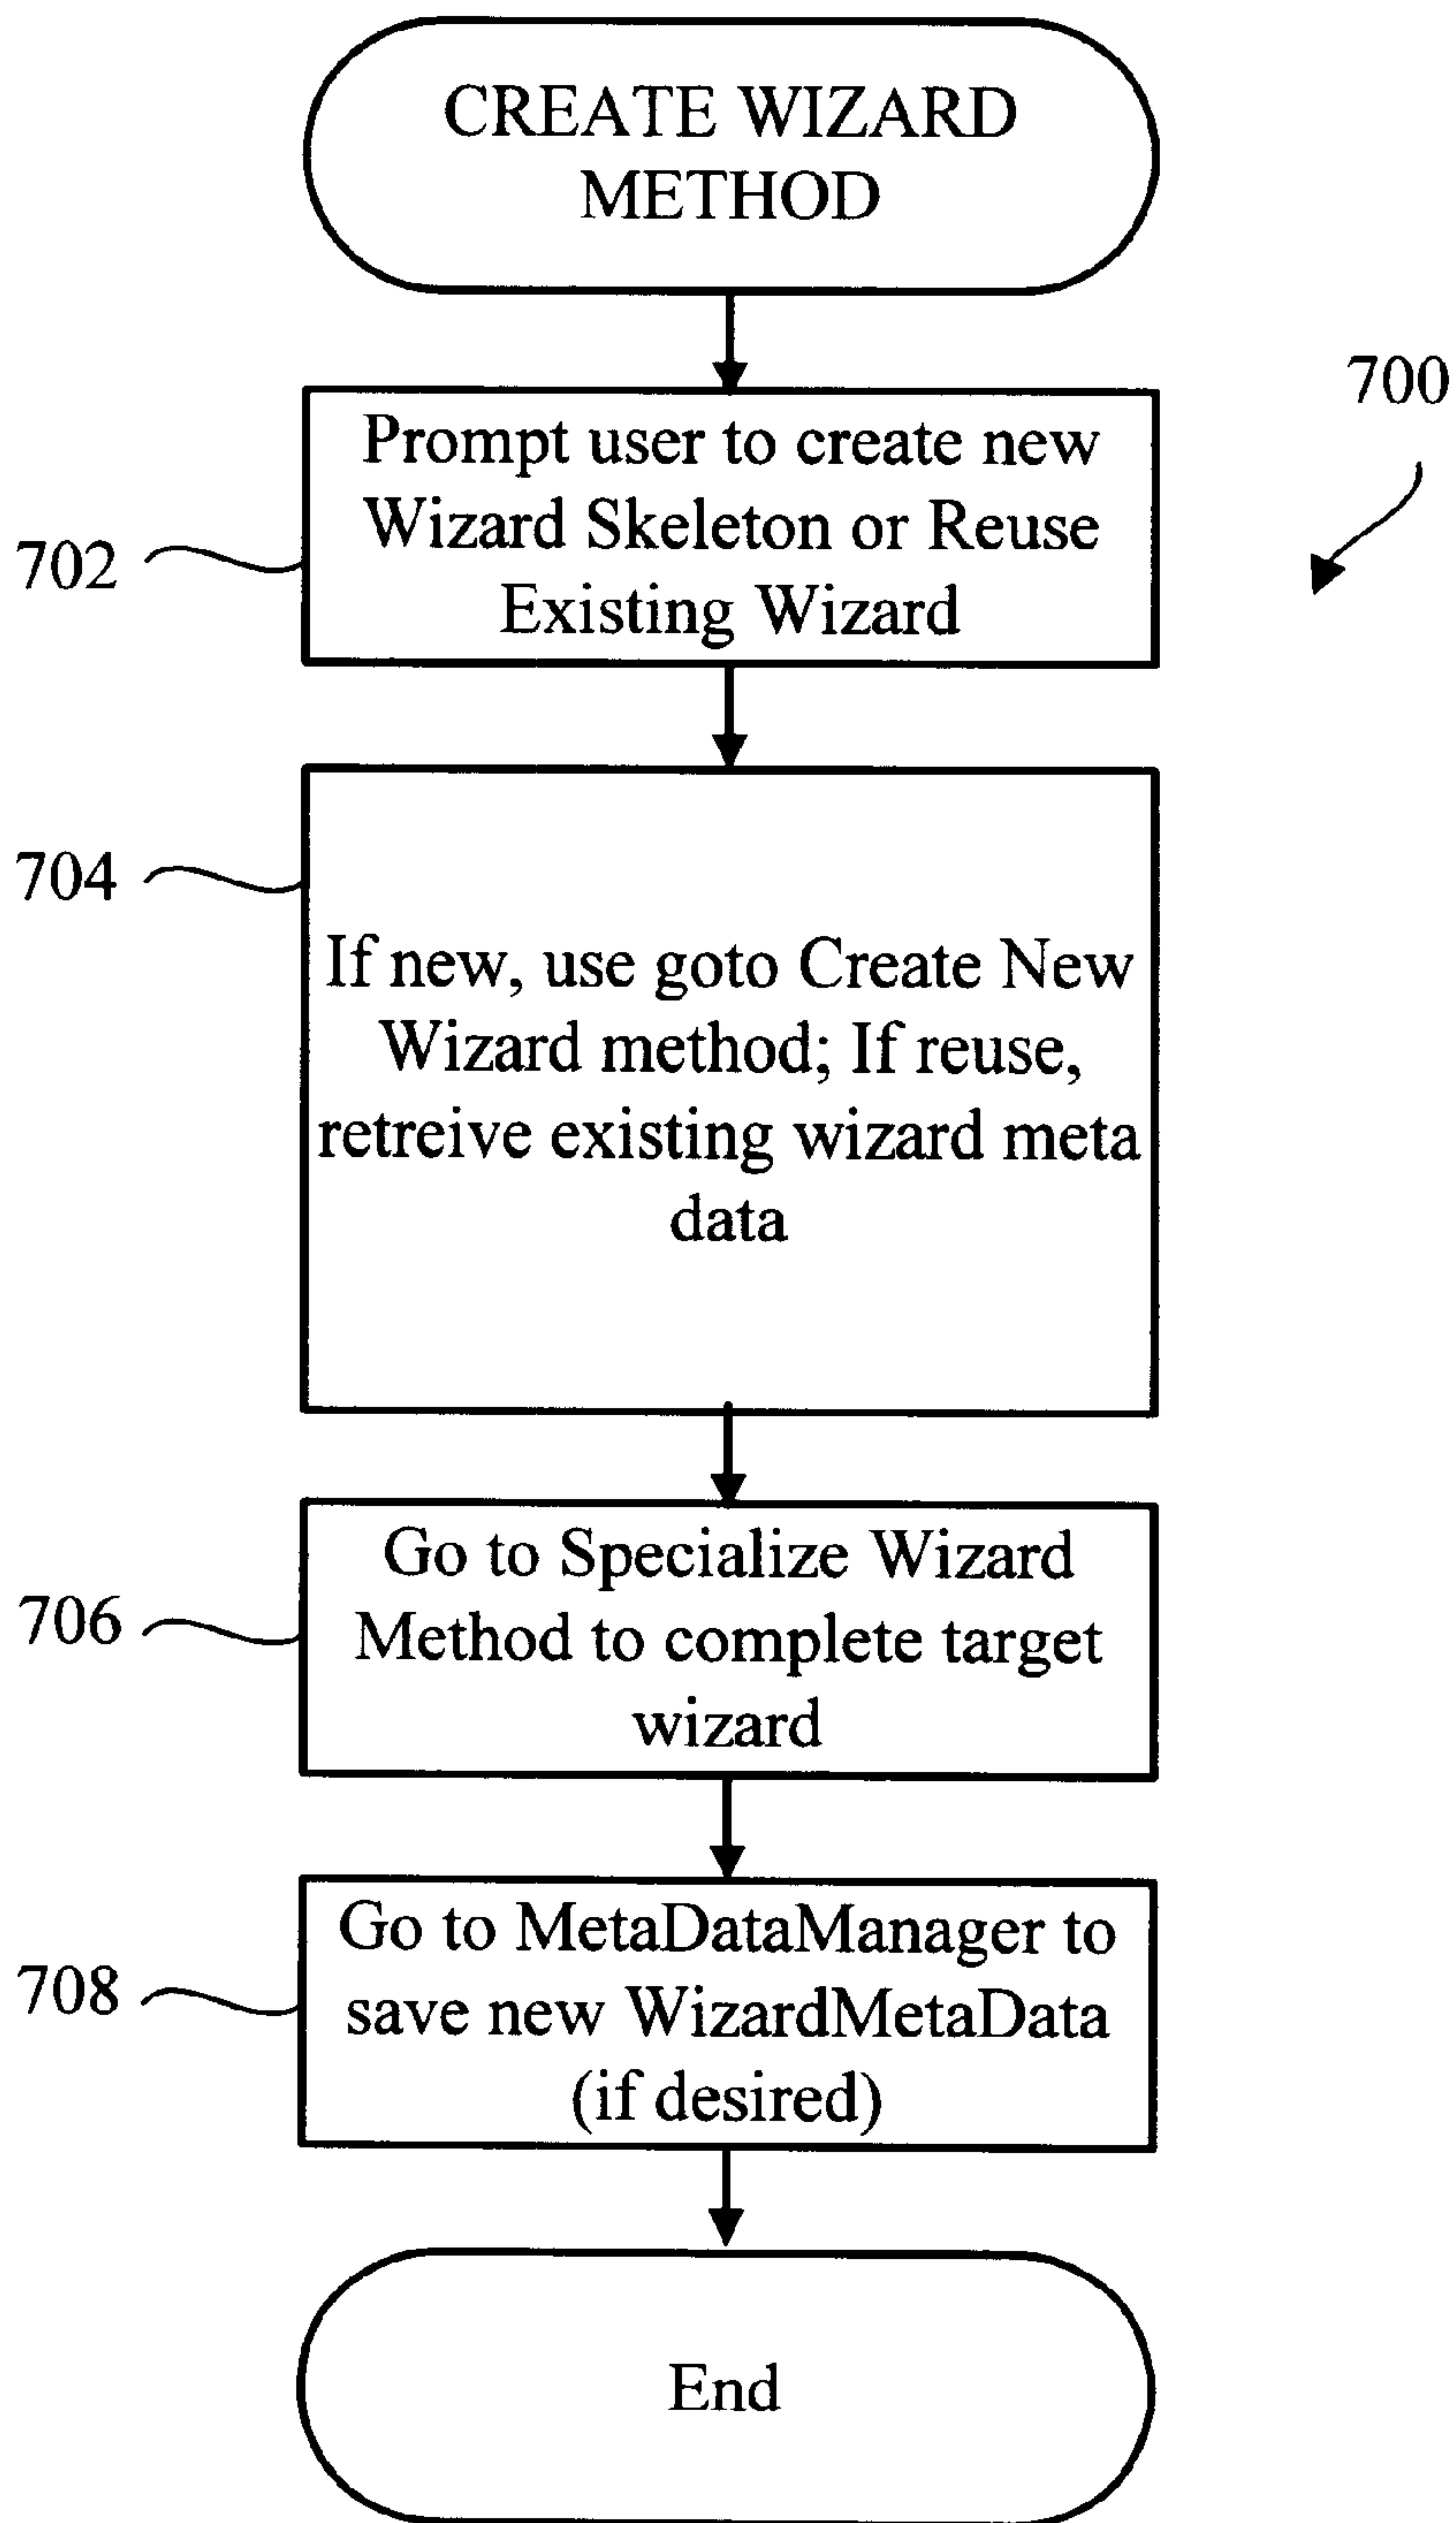 CREATE WIZARD
METHOD
700
Prompt user to create new
Wizard Skeleton or Reuse
Existing Wizard
702
704
If new, use goto Create New
Wizard method; If reuse,
retreive existing wizard meta
data
Go to Specialize Wizard
Method to complete target
wizard
706
Go to MetaDataManager to
save new WizardMetaData
(if desired)
708
End